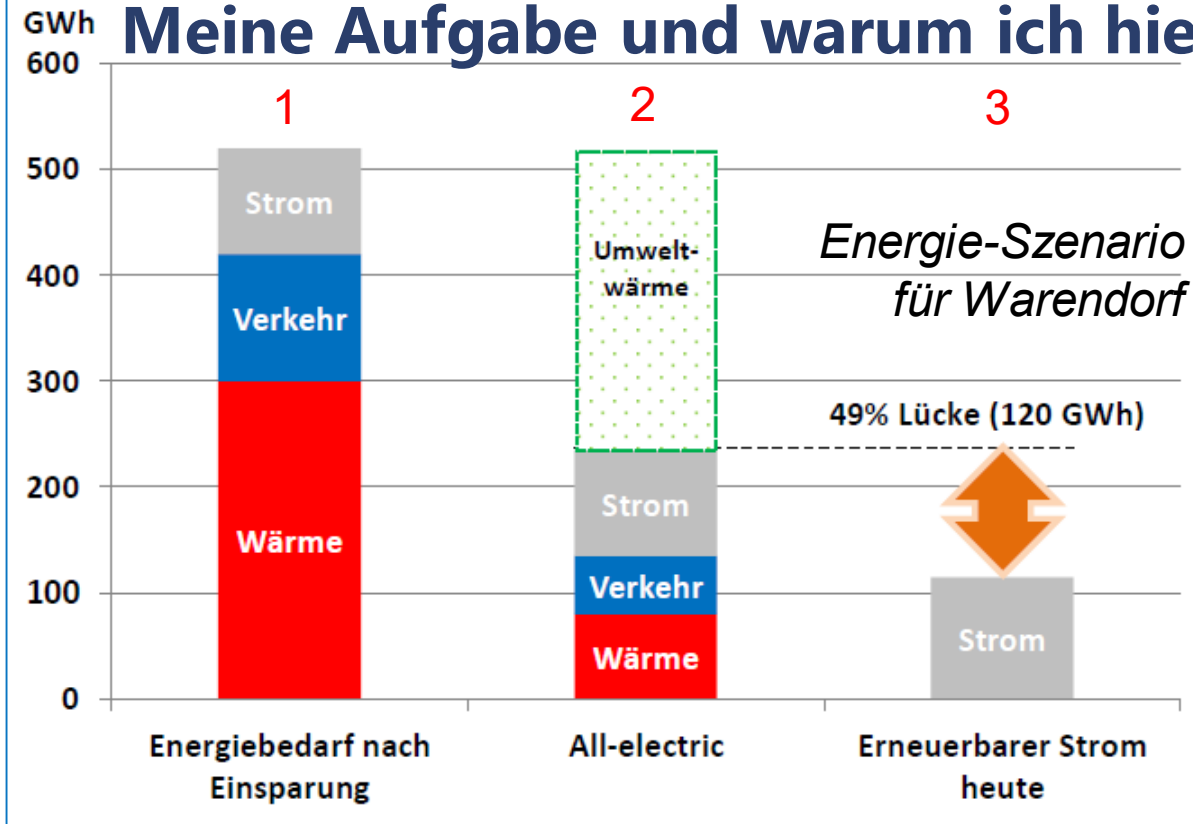 Meine Aufgabe und warum ich hie
GWh
600
500
400
300
200
100
0
1
2
3
Strom
Verkehr
Wärme
Umwelt-
wärme
Strom
Verkehr
Wärme
Energie-Szenario
für Warendorf
49% Lücke (120 GWh)
Strom
Energiebedarf nach
Einsparung
All-electric
Erneuerbarer Strom
heute